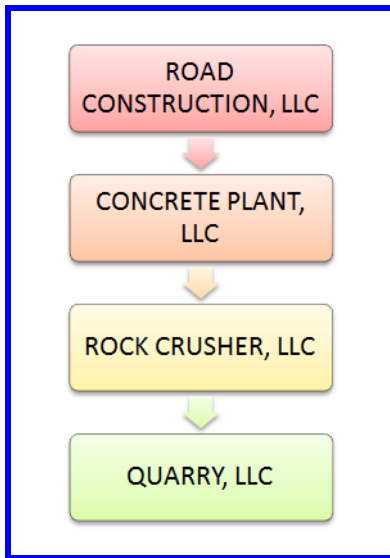 ROAD
CONSTRUCTION, LLC
CONCRETE PLANT,
LLC
ROCK CRUSHER, LLC
QUARRY, LLC